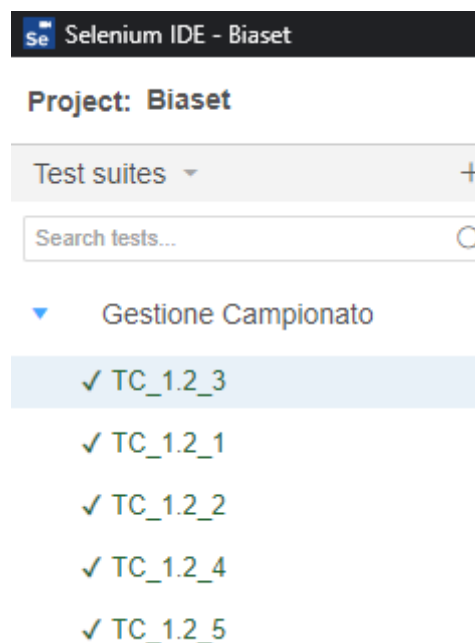 Se Selenium IDE - Biaset
Project: Biaset
Test suites
Search tests...
Gestione Campionato
✓ TC_1.2_3
✓ TC_1.2_1
✓ TC_1.2_2
✓ TC_1.2_4
✓ TC_1.2_5